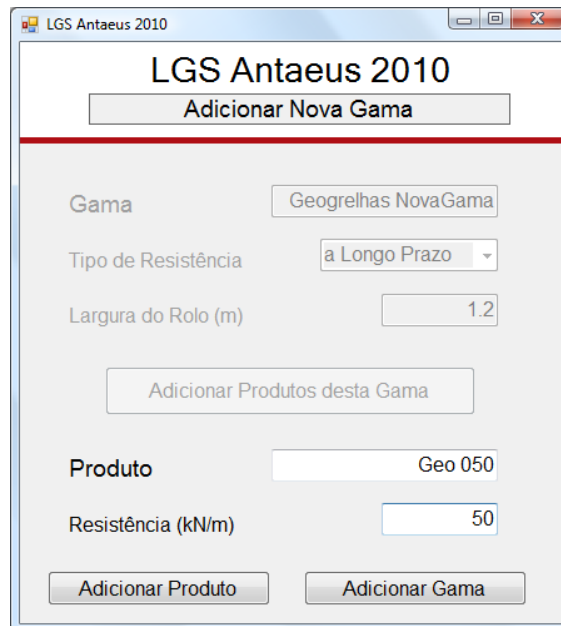 LGS Antaeus 2010
LGS Antaeus 2010
Adicionar Nova Gama
Gama Geogrelhas NovaGama
Tipo de Resistência a Longo Prazo
Largura do Rolo (m) 1.2
Adicionar Produtos desta Gama
Produto Geo 050
Resistência (kN/m) 50
Adicionar Produto Adicionar Gama